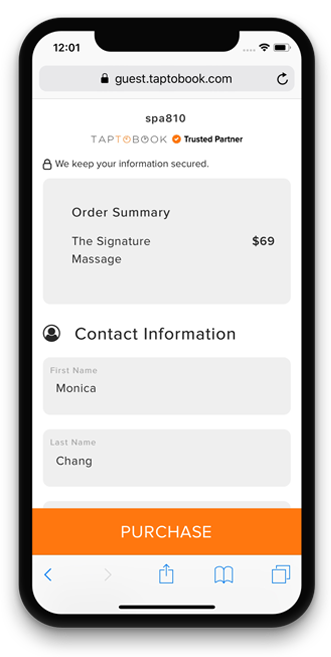 12:01
guest.taptobook.com
spa810
TAPTOBOOK Trusted Partner
We keep your information secured.
Order Summary
The Signature $69
Massage
Contact Information
First Name
Monica
Last Name
Chang
PURCHASE